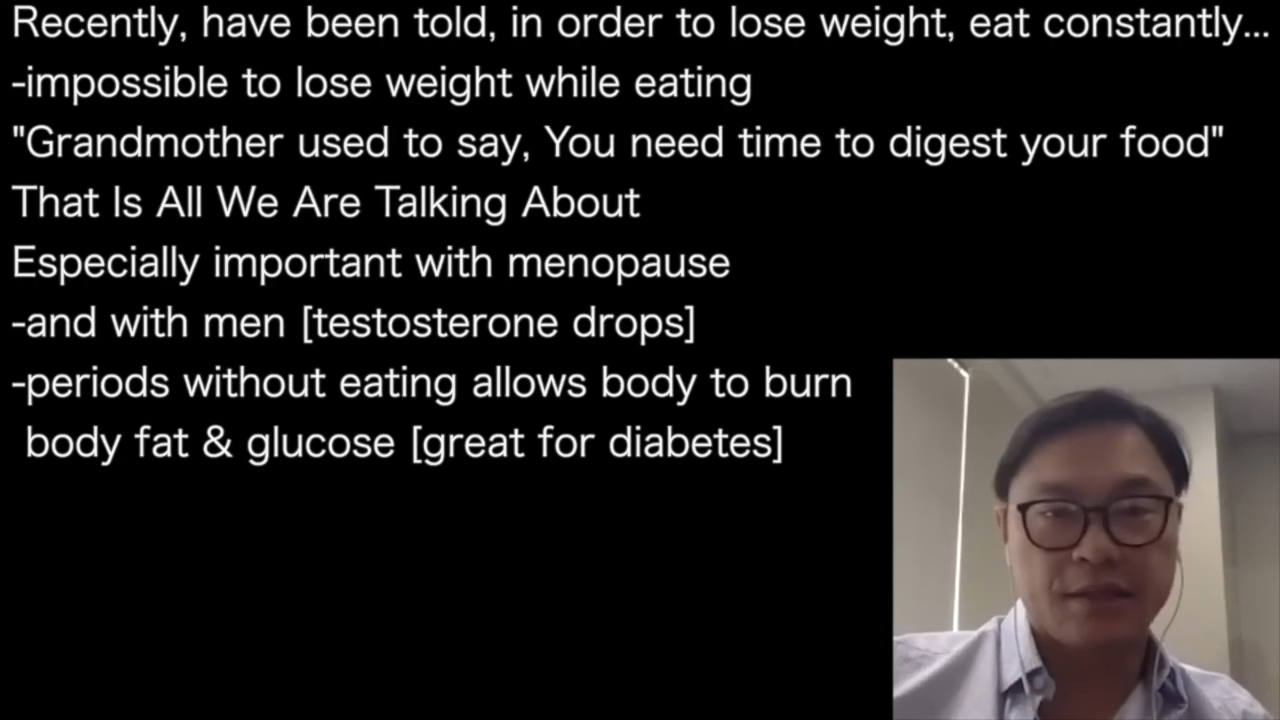 Recently, have been told, in order to lose weight, eat constantly...
-impossible to lose weight while eating
"Grandmother used to say, You need time to digest your food"
That Is All We Are Talking About
Especially important with menopause
-and with men [testosterone drops]
-periods without eating allows body to burn
body fat & glucose [great for diabetes]